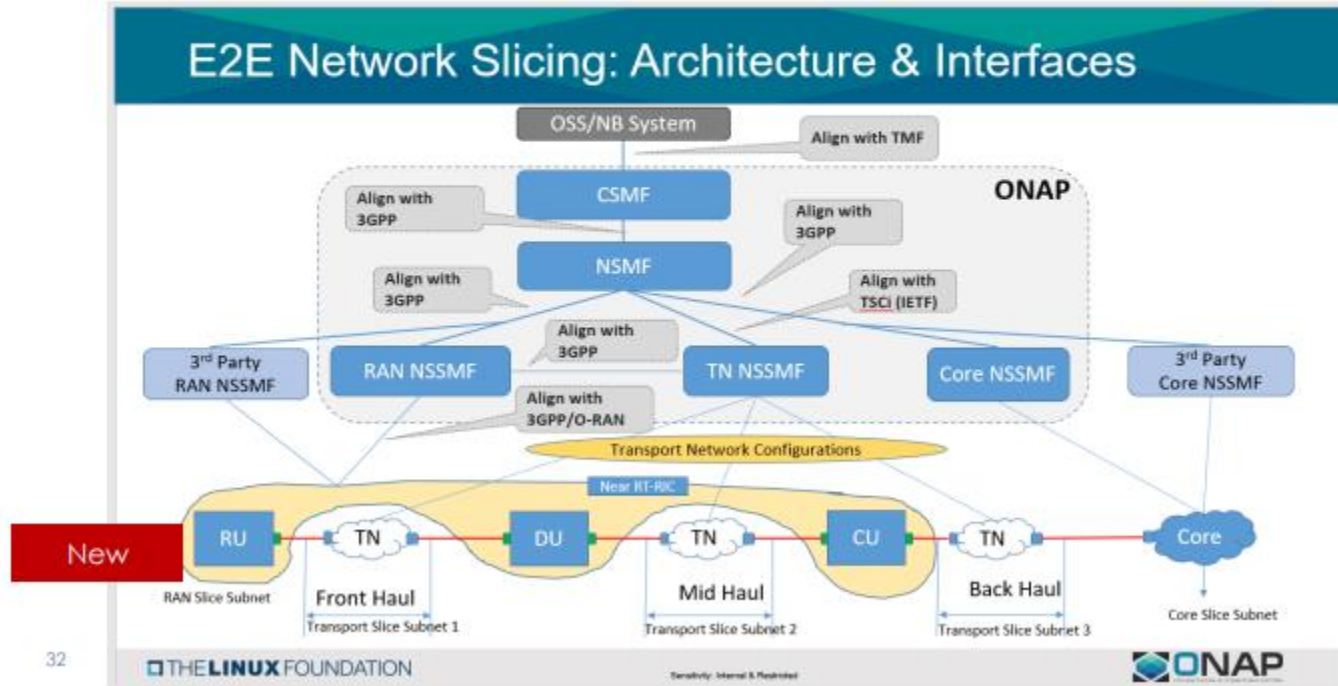 E2E Network Slicing: Architecture & Interfaces
OSS/NB System
Align with TMF
ONAP
CSMF
Align with
3GPP
Align with
3GPP
NSMF
Align with
3GPP
Align with
TSCi (IETF)
Align with
3GPP
3rd Party
RAN NSSMF
RAN NSSMF
TN NSSMF
Core NSSMF
3rd Party
Core NSSMF
Align with
3GPP/O-RAN
Transport Network Configurations
Near RT-RIC
New
RU
TN
DU
TN
CU
TN
Core
RAN Slice Subnet
Front Haul
Mid Haul
Back Haul
Transport Slice Subnet 1
Transport Slice Subnet 2
Transport Slice Subnet 3
Core Slice Subnet
32
THE LINUX FOUNDATION
Sensitivity: Internal & Restricted
ONAP